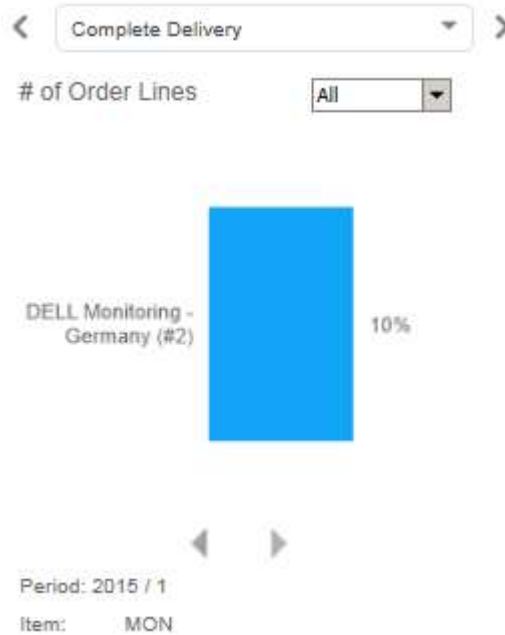 Complete Delivery
# of Order Lines
All
DELL Monitoring -
Germany (#2)
10%
Period: 2015 / 1
Item: MON